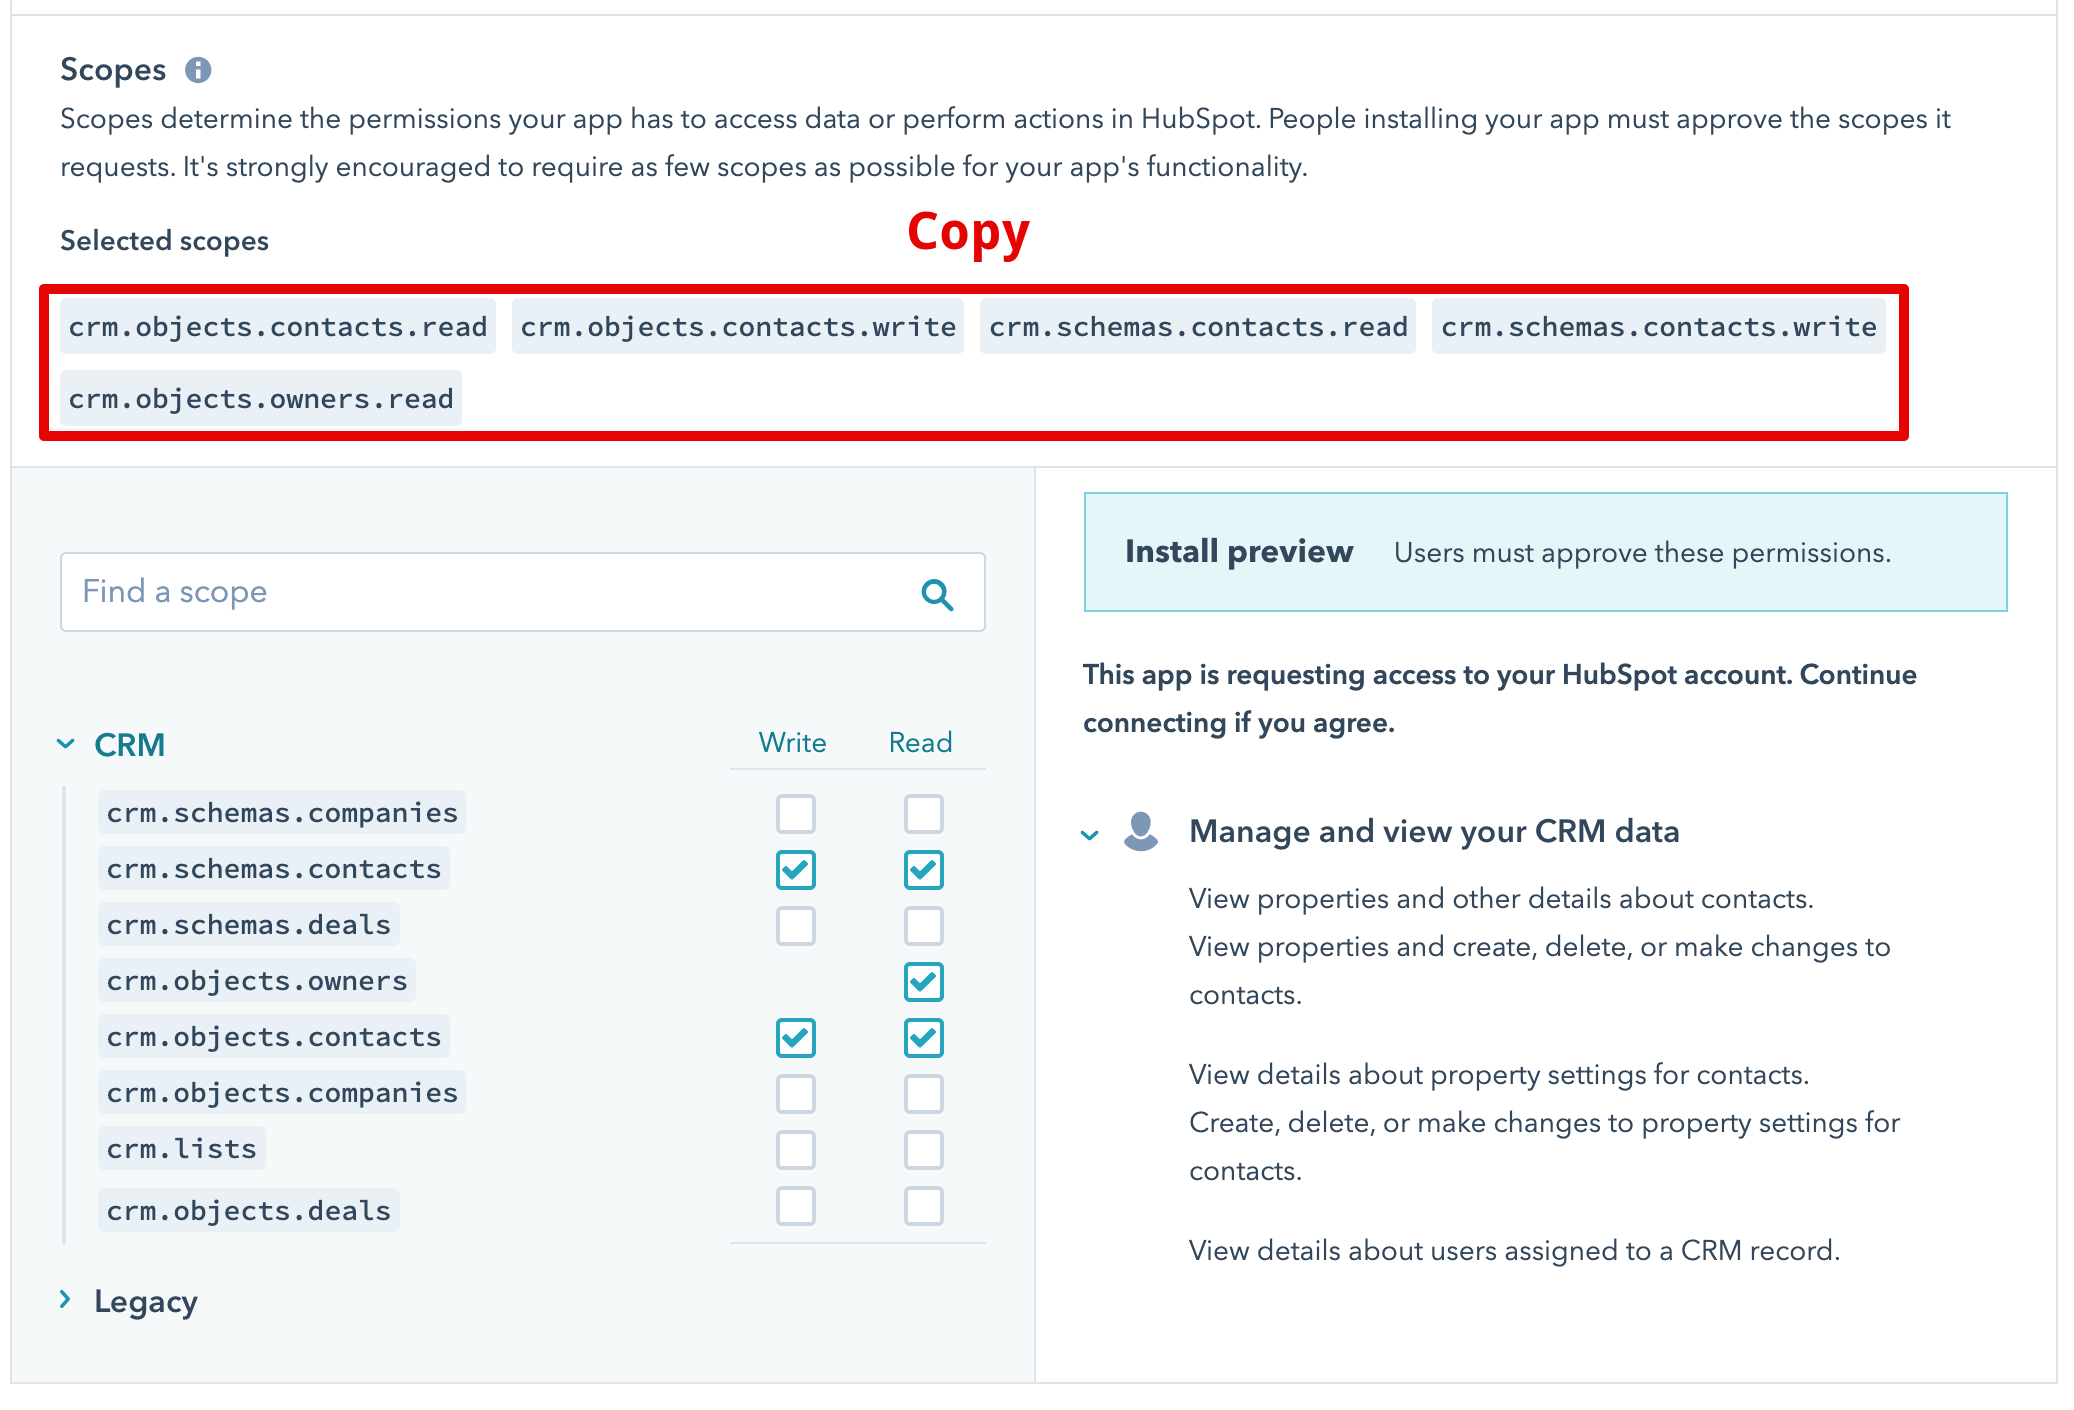 Scopes
Scopes determine the permissions your app has to access data or perform actions in HubSpot. People installing your app must approve the scopes it
requests. It's strongly encouraged to require as few scopes as possible for your app's functionality.
Copy
Selected scopes
crm.objects.contacts.read crm.objects.contacts.write crm.schemas.contacts.read crm.schemas.contacts.write
crm.objects.owners.read
Find a scope
CRM Write Read
crm.schemas.companies
crm.schemas.contacts
crm.schemas.deals
crm.objects.owners
crm.objects.contacts
crm.objects.companies
crm.lists
crm.objects.deals
Legacy
Install preview Users must approve these permissions.
This app is requesting access to your HubSpot account. Continue
connecting if you agree.
Manage and view your CRM data
View properties and other details about contacts.
View properties and create, delete, or make changes to
contacts.
View details about property settings for contacts.
Create, delete, or make changes to property settings for
contacts.
View details about users assigned to a CRM record.